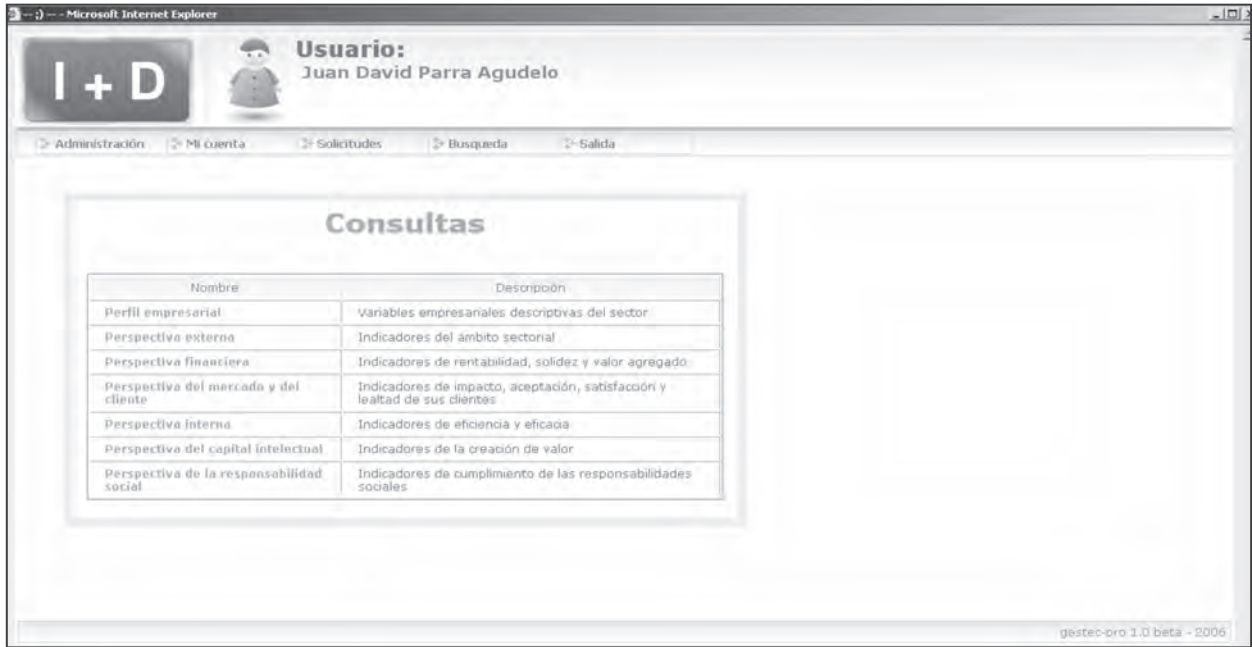 -- ;) -- - Microsoft Internet Explorer
I + D
Usuario:
Juan David Parra Agudelo
Administración Mi cuenta Solicitudes Busqueda Salida
Consultas
Nombre Descripción
Perfil empresarial Variables empresariales descriptivas del sector
Perspectiva externa Indicadores del ámbito sectorial
Perspectiva financiera Indicadores de rentabilidad, solidez y valor agregado
Perspectiva del mercado y del
cliente
Indicadores de impacto, aceptación, satisfacción y
lealtad de sus clientes
Perspectiva interna Indicadores de eficiencia y eficacia
Perspectiva del capital intelectual Indicadores de la creación de valor
Perspectiva de la responsabilidad
social
Indicadores de cumplimiento de las responsabilidades
sociales
gestec-pro 1.0 beta - 2006